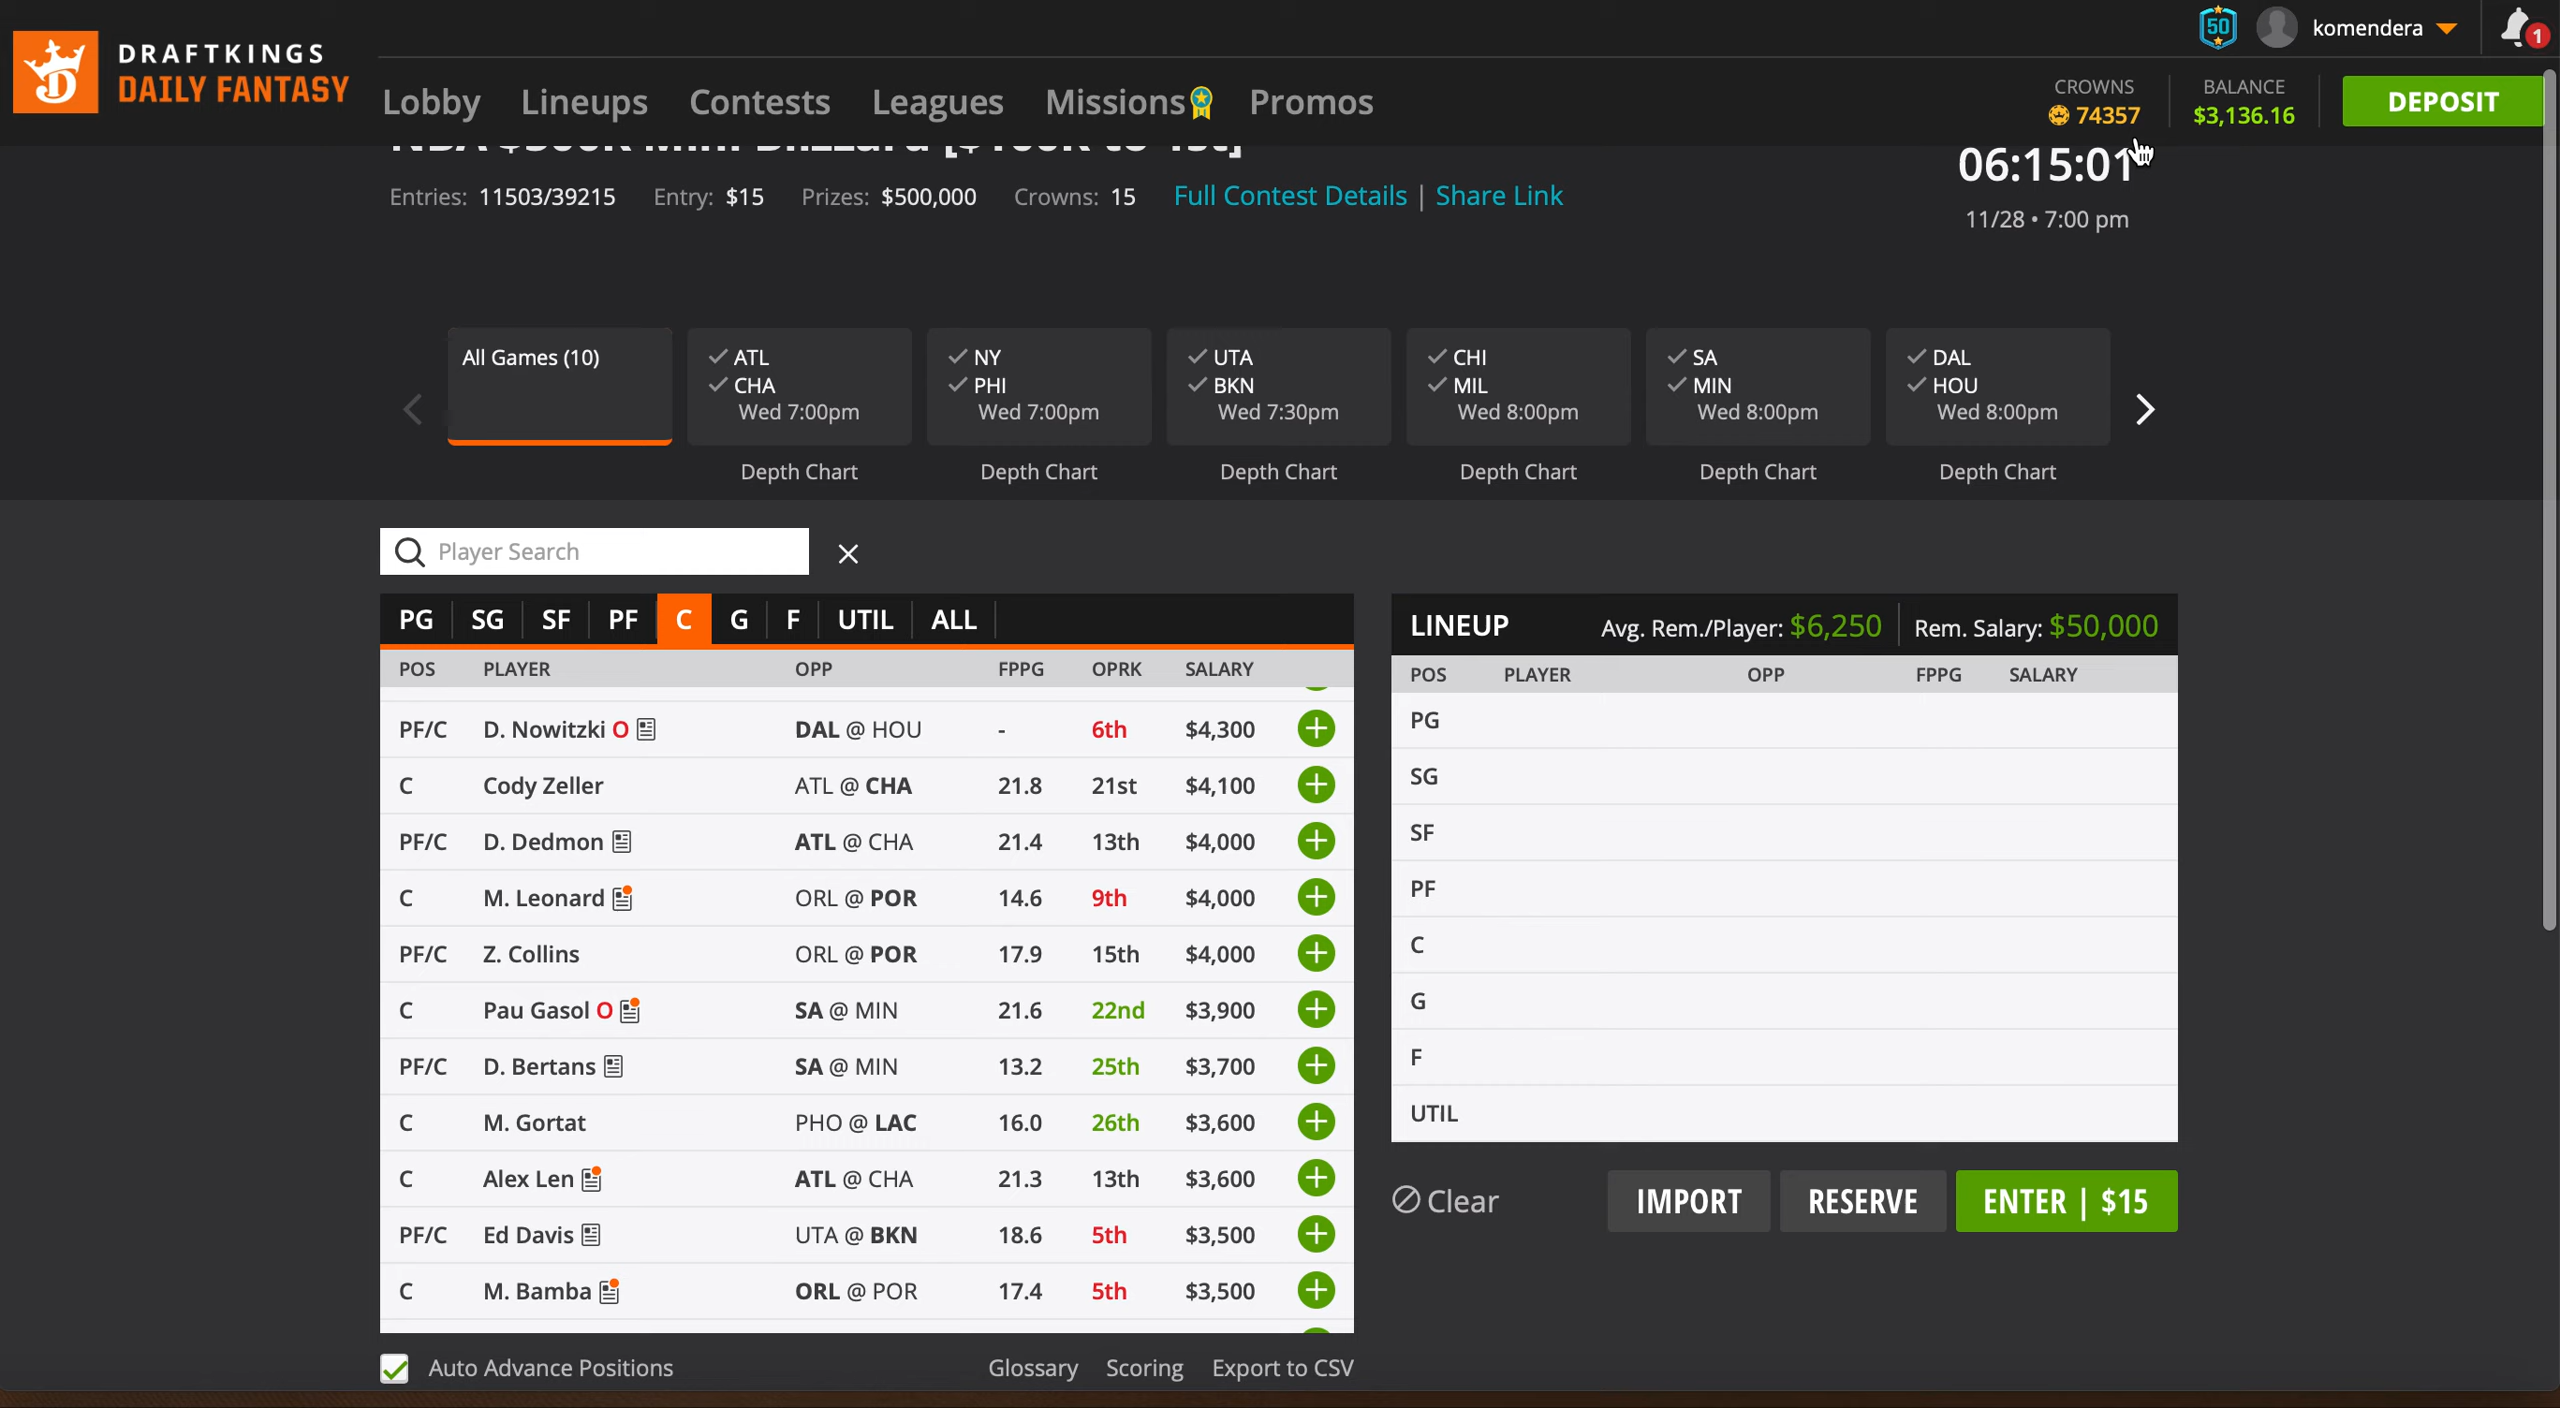 50 komendera 1
DRAFTKINGS
DAILY FANTASY
Lobby Lineups Contests Leagues Missions Promos
CROWNS
74357
BALANCE
$3,136.16
DEPOSIT
Entries: 11503/39215 Entry: $15 Prizes: $500,000 Crowns: 15 Full Contest Details | Share Link
06:15:01
11/28 • 7:00 pm
All Games (10)
ATL
CHA
Wed 7:00pm
Depth Chart
NY
PHI
Wed 7:00pm
Depth Chart
UTA
BKN
Wed 7:30pm
Depth Chart
CHI
MIL
Wed 8:00pm
Depth Chart
SA
MIN
Wed 8:00pm
Depth Chart
DAL
HOU
Wed 8:00pm
Depth Chart
Player Search
PG SG SF PF C G F UTIL ALL
POS PLAYER OPP FPPG OPRK SALARY
PF/C D. Nowitzki O DAL @ HOU - 6th $4,300
C Cody Zeller ATL @ CHA 21.8 21st $4,100
PF/C D. Dedmon ATL @ CHA 21.4 13th $4,000
C M. Leonard ORL @ POR 14.6 9th $4,000
PF/C Z. Collins ORL @ POR 17.9 15th $4,000
C Pau Gasol O SA @ MIN 21.6 22nd $3,900
PF/C D. Bertans SA @ MIN 13.2 25th $3,700
C M. Gortat PHO @ LAC 16.0 26th $3,600
C Alex Len ATL @ CHA 21.3 13th $3,600
PF/C Ed Davis UTA @ BKN 18.6 5th $3,500
C M. Bamba ORL @ POR 17.4 5th $3,500
Auto Advance Positions Glossary Scoring Export to CSV
LINEUP Avg. Rem./Player: $6,250 Rem. Salary: $50,000
POS PLAYER OPP FPPG SALARY
PG
SG
SF
PF
C
G
F
UTIL
Clear IMPORT RESERVE ENTER | $15